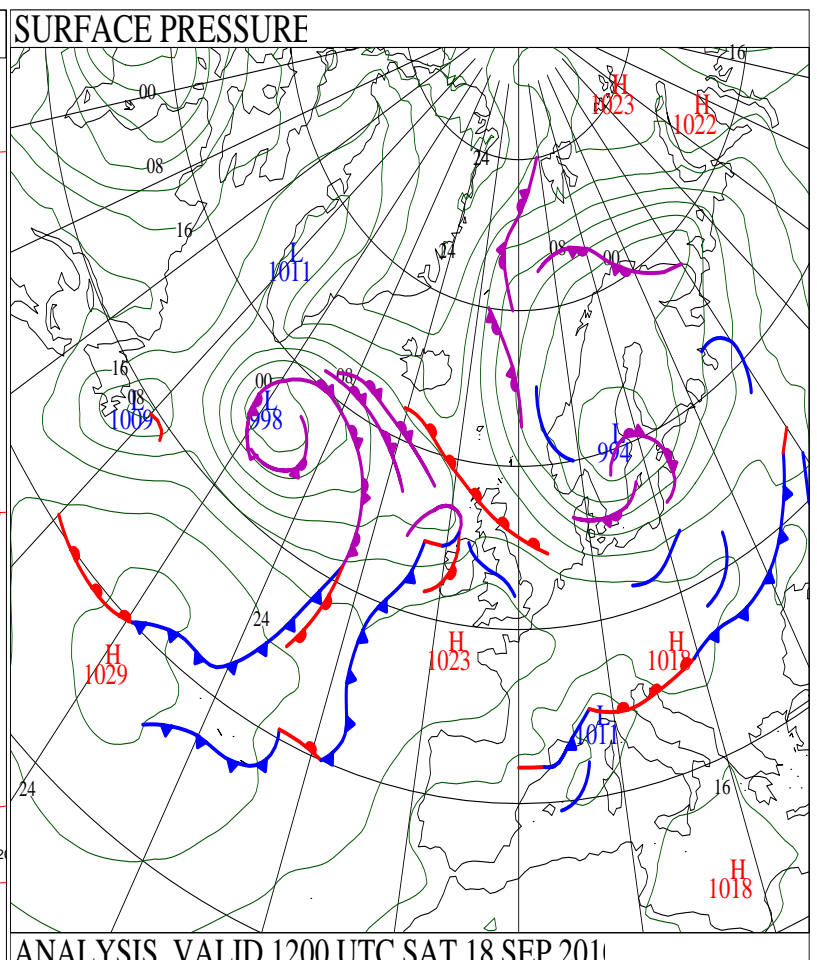 SURFACE PRESSURE
16
H
1023
H
1022
00
24
08
16
24
08
00
L
1011
16
08
L
1009
00
L
998
08
L
994
24
H
1029
H
1023
H
1018
L
1011
24
16
H
1018
ANALYSIS VALID 1200 UTC SAT 18 SEP